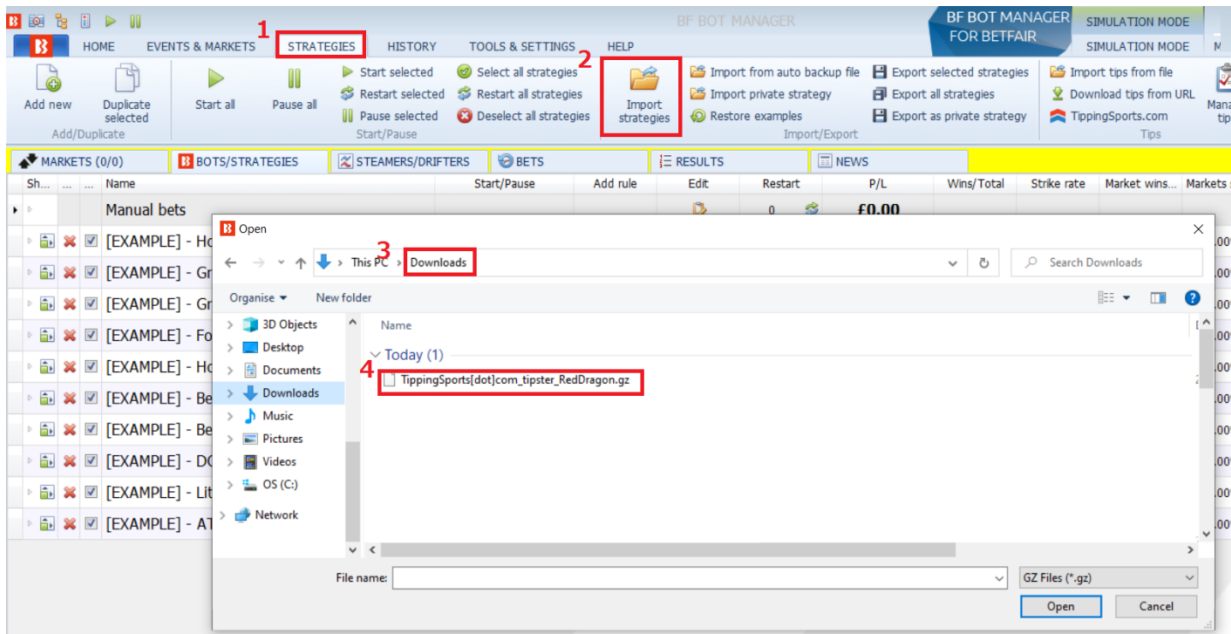 BF BOT MANAGER
BF BOT MANAGER
FOR BETFAIR
SIMULATION MODE
SIMULATION MODE
1
HOME EVENTS & MARKETS STRATEGIES HISTORY TOOLS & SETTINGS HELP
2
Add new
Duplicate
selected
Add/Duplicate
Start all
Pause all
Start selected
Restart selected
Pause selected
Select all strategies
Restart all strategies
Deselect all strategies
Start/Pause
Import
strategies
Import from auto backup file
Import private strategy
Restore examples
Export selected strategies
Export all strategies
Export as private strategy
Import/Export
Import tips from file
Download tips from URL
TippingSports.com
Tips
Mana
tip
MARKETS (0/0) BOTS/STRATEGIES STEAMERS/DRIFTERS BETS RESULTS NEWS
Sh... ... ... Name Start/Pause Add rule Edit Restart P/L Wins/Total Strike rate Market wins... Markets
Manual bets 0 £0.00
[EXAMPLE] - Ho
[EXAMPLE] - Gr
[EXAMPLE] - Gr
[EXAMPLE] - Fo
[EXAMPLE] - Ho
[EXAMPLE] - Be
[EXAMPLE] - Be
[EXAMPLE] - DO
[EXAMPLE] - Lit
[EXAMPLE] - AT
Open
3
This PC > Downloads
Search Downloads
Organise New folder
3D Objects
Desktop
Documents
Downloads
Music
Pictures
Videos
OS (C:)
Network
Name
Today (1)
4
TippingSports[dot]com_tipster_RedDragon.gz
File name:
GZ Files (*.gz)
Open Cancel